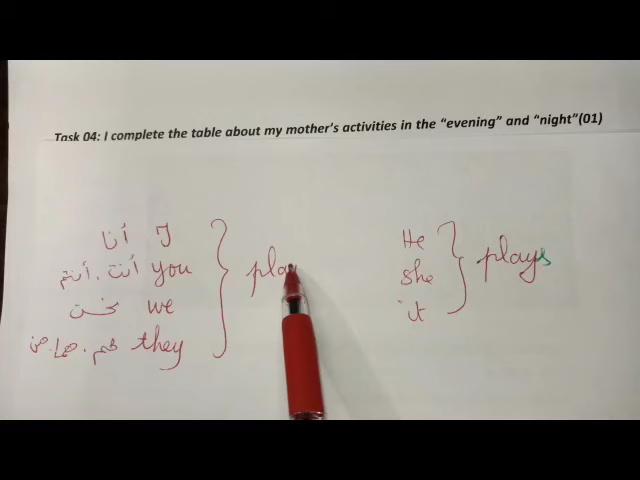 Task 04: I complete the table about my mother's activities in the “evening” and “night”(01)
أنا I
أنت . أنتم you
نحن we
هم . هما . هن they
pla
He
She
it
plays